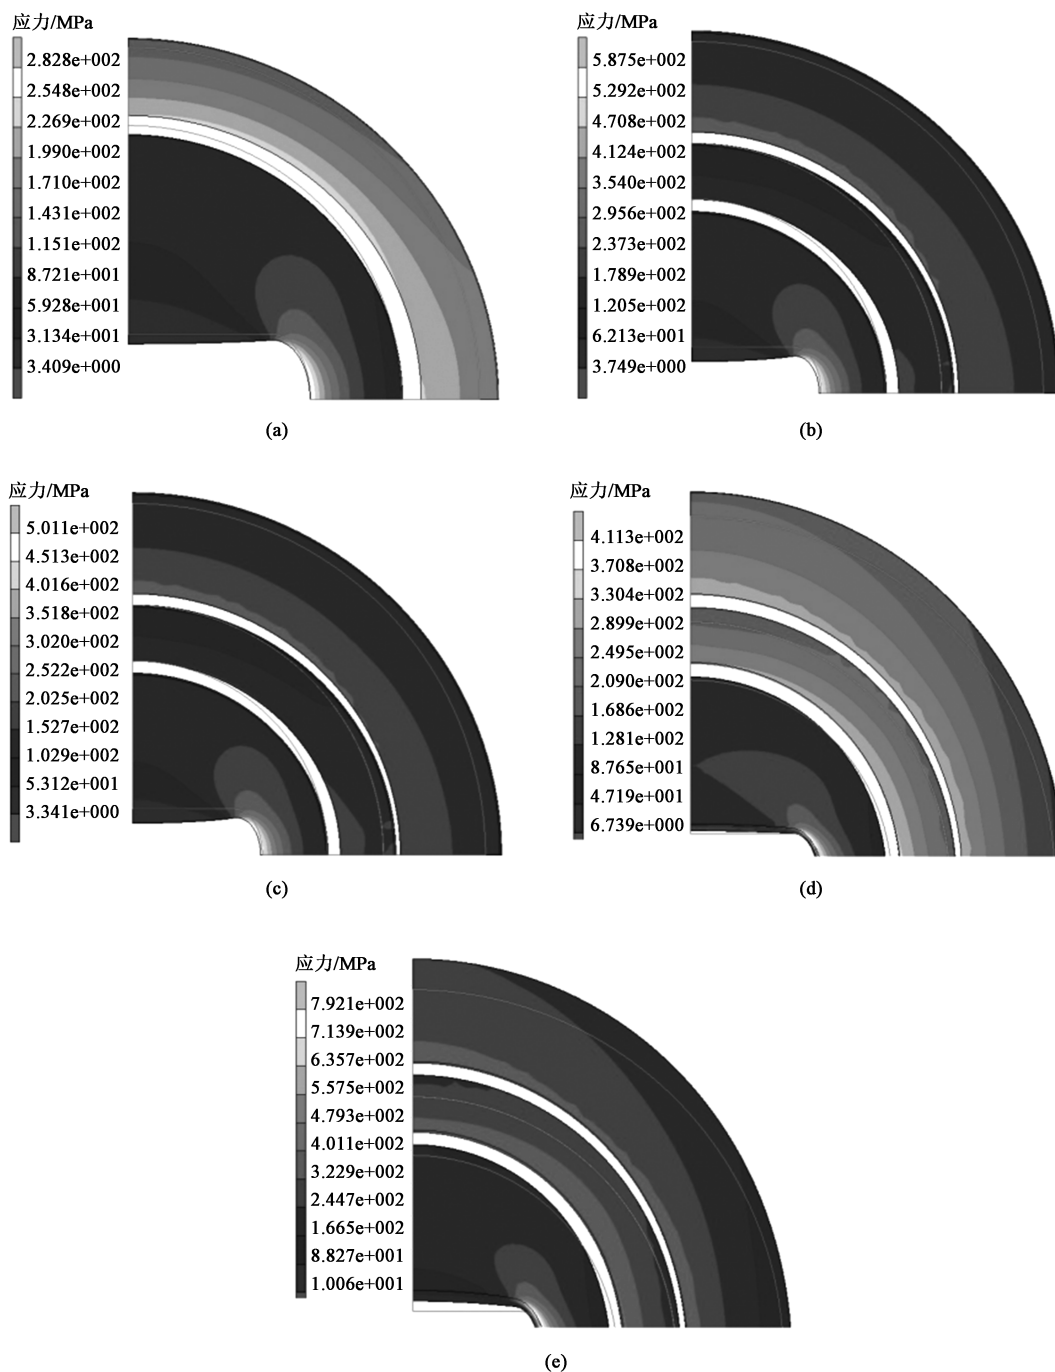 应力/MPa
2.828e+002
2.548e+002
2.269e+002
1.990e+002
1.710e+002
1.431e+002
1.151e+002
8.721e+001
5.928e+001
3.134e+001
3.409e+000
(a)
应力/MPa
5.875e+002
5.292e+002
4.708e+002
4.124e+002
3.540e+002
2.956e+002
2.373e+002
1.789e+002
1.205e+002
6.213e+001
3.749e+000
(b)
应力/MPa
5.011e+002
4.513e+002
4.016e+002
3.518e+002
3.020e+002
2.522e+002
2.025e+002
1.527e+002
1.029e+002
5.312e+001
3.341e+000
(c)
应力/MPa
4.113e+002
3.708e+002
3.304e+002
2.899e+002
2.495e+002
2.090e+002
1.686e+002
1.281e+002
8.765e+001
4.719e+001
6.739e+000
(d)
应力/MPa
7.921e+002
7.139e+002
6.357e+002
5.575e+002
4.793e+002
4.011e+002
3.229e+002
2.447e+002
1.665e+002
8.827e+001
1.006e+001
(e)